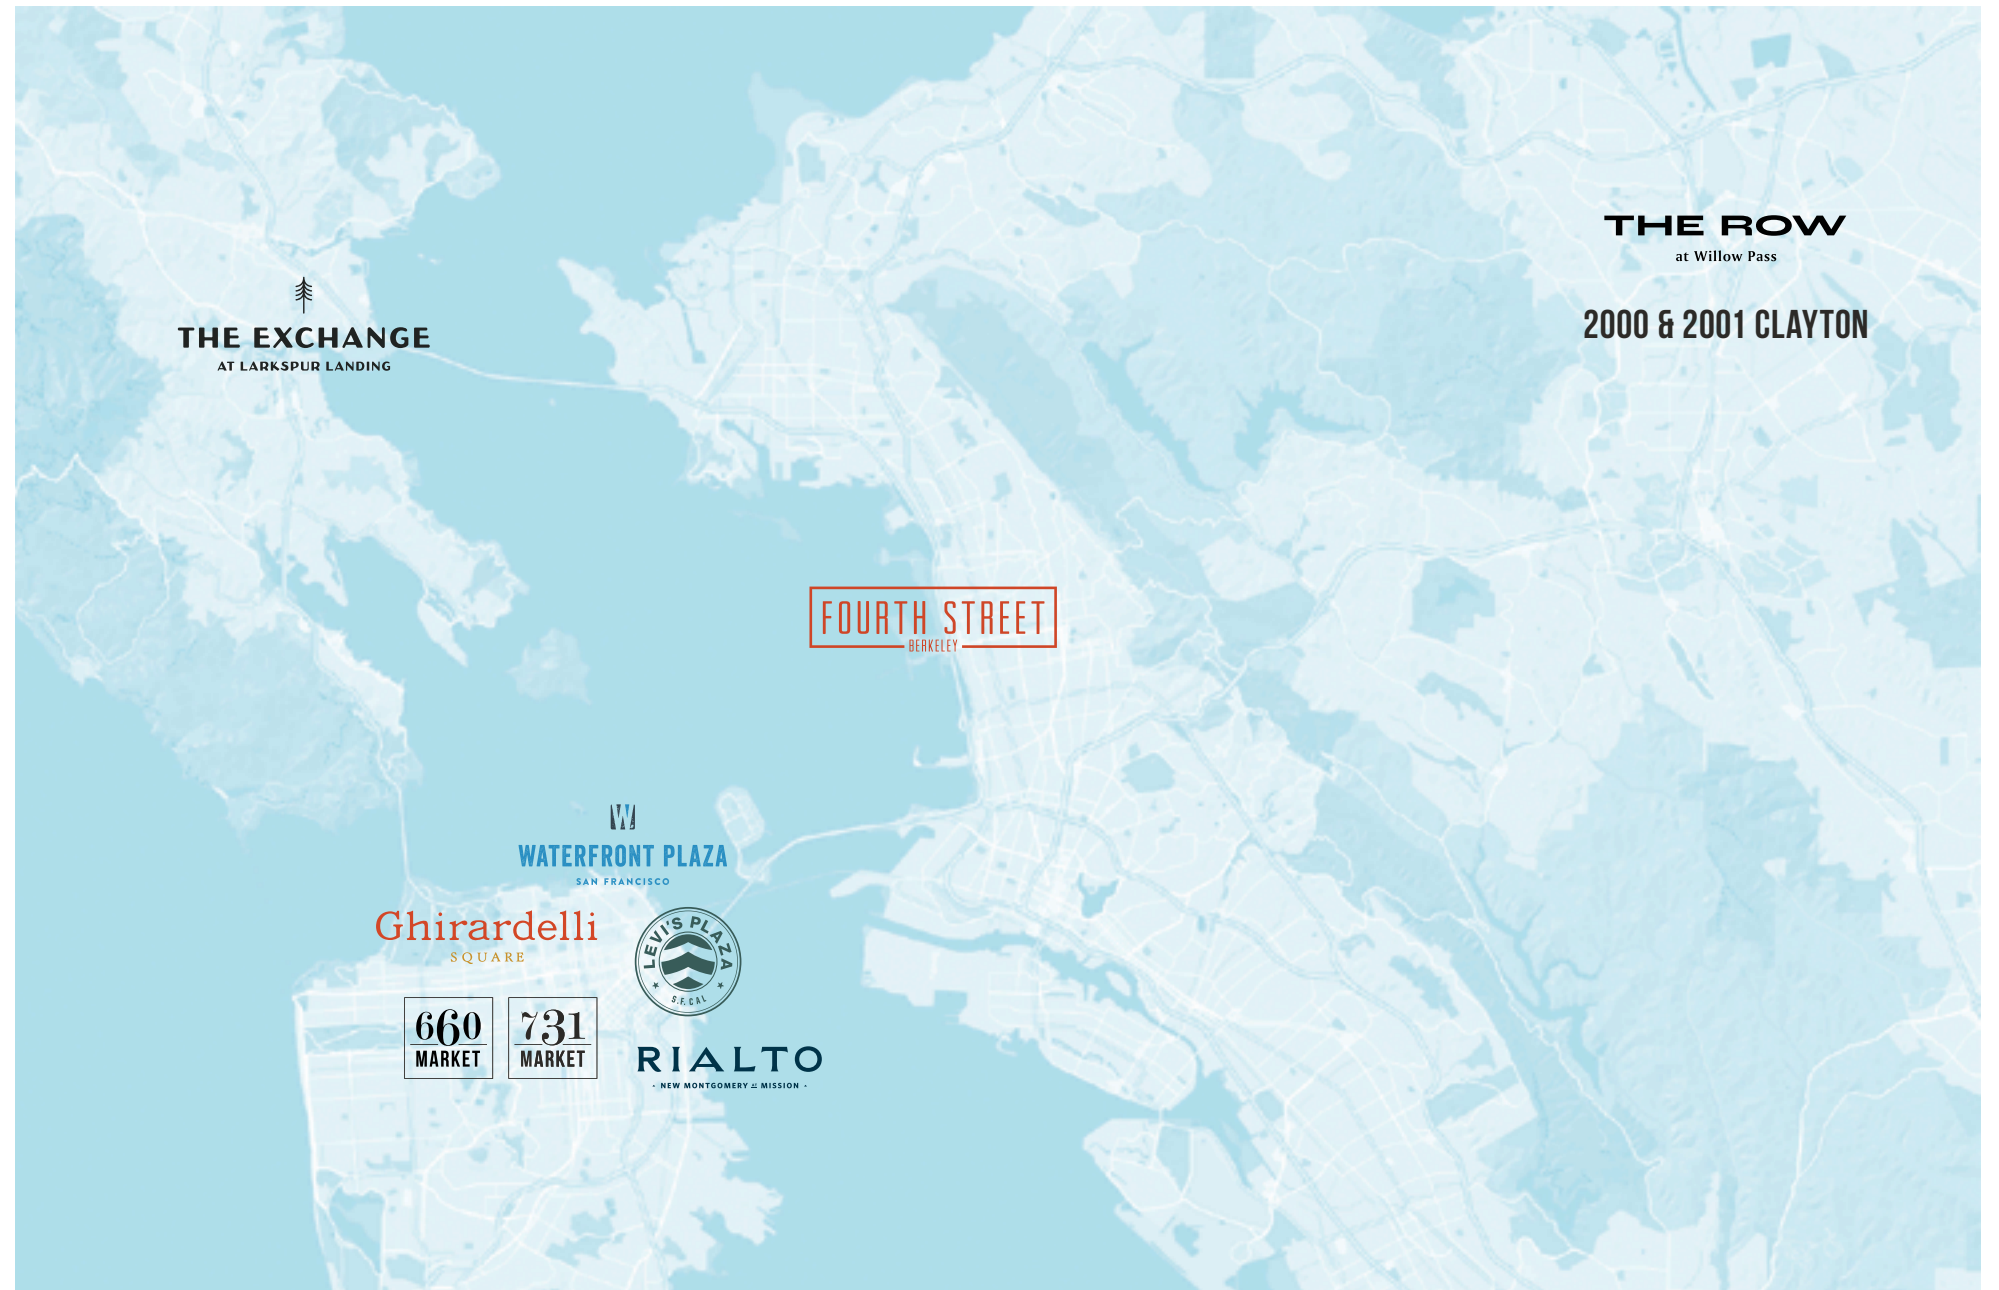 THE ROW
at Willow Pass
2000 & 2001 CLAYTON
THE EXCHANGE
AT LARKSPUR LANDING
FOURTH STREET
BERKELEY
W
WATERFRONT PLAZA
SAN FRANCISCO
Ghirardelli
SQUARE
LEVI'S PLAZA
S.F. CAL
660
MARKET
731
MARKET
RIALTO
- NEW MONTGOMERY AT MISSION -